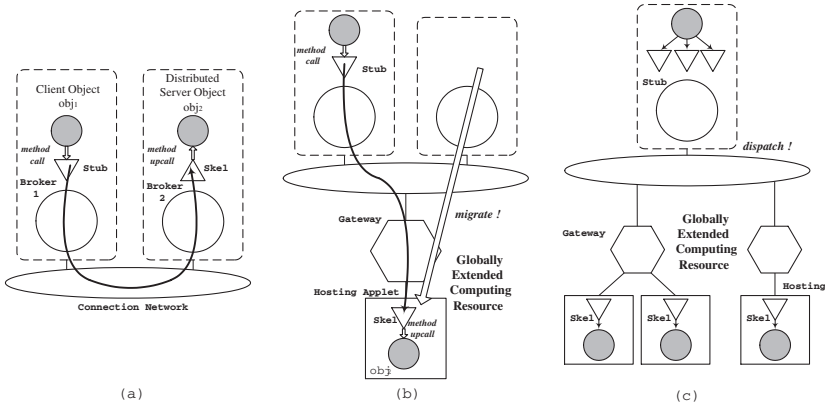 Client Object
obj1
method
call
Stub
Broker
1
Distributed
Server Object
obj2
method
upcall
Skel
Broker
2
Connection Network
(a)
method
call
Stub
migrate !
Gateway
Globally
Extended
Computing
Resource
Hosting Applet
Skel
method
upcall
obj
(b)
Stub
dispatch !
Gateway
Globally
Extended
Computing
Resource
Hosting
Skel
Skel
Skel
(c)